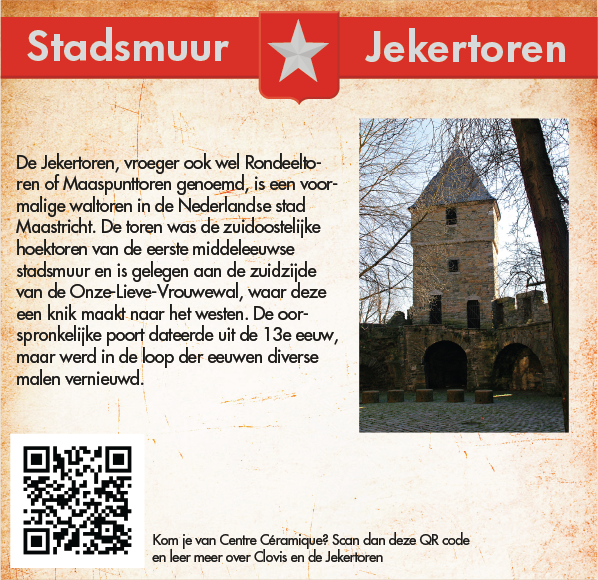 Stadsmuur Jekertoren
De Jekertoren, vroeger ook wel Rondeelto-
ren of Maaspunttoren genoemd, is een voor-
malige waltoren in de Nederlandse stad
Maastricht. De toren was de zuidoostelijke
hoektoren van de eerste middeleeuwse
stadsmuur en is gelegen aan de zuidzijde
van de Onze-Lieve-Vrouwewal, waar deze
een knik maakt naar het westen. De oor-
spronkelijke poort dateerde uit de 13e eeuw,
maar werd in de loop der eeuwen diverse
malen vernieuwd.
Kom je van Centre Céramique? Scan dan deze QR code
en leer meer over Clovis en de Jekertoren